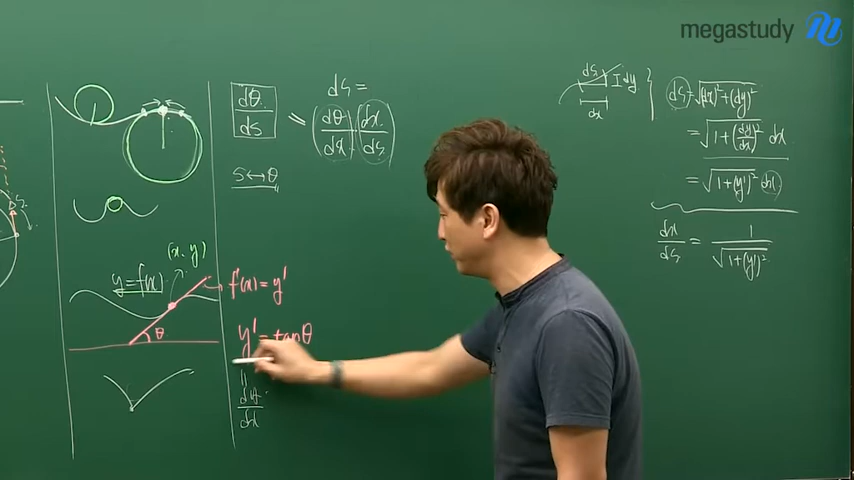 megastudy
dθ/ds = (dθ/dx)(dx/ds)
ds =
s↔θ
(x, y)
y=f(x)
f'(x) = y'
θ
y' = tanθ
dx
ds
dy
dx
ds = √(dx)²+(dy)²
= √1+(dy/dx)² dx
= √1+(y')² dx
dx/ds = 1/√1+(y')²